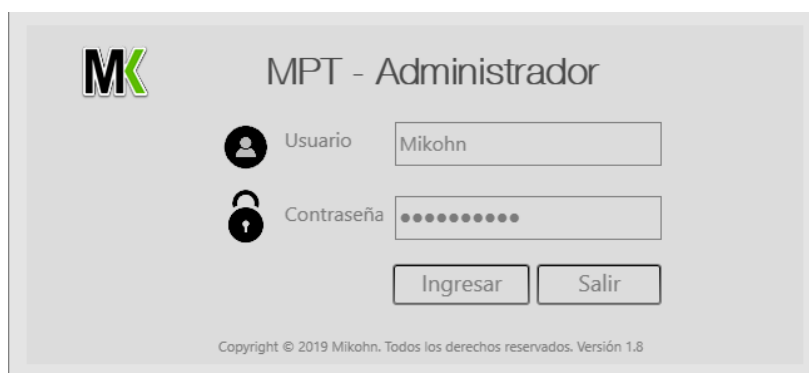 MK
MPT - Administrador
Usuario
Mikohn
Contraseña
●●●●●●●●●●
Ingresar
Salir
Copyright © 2019 Mikohn. Todos los derechos reservados. Versión 1.8